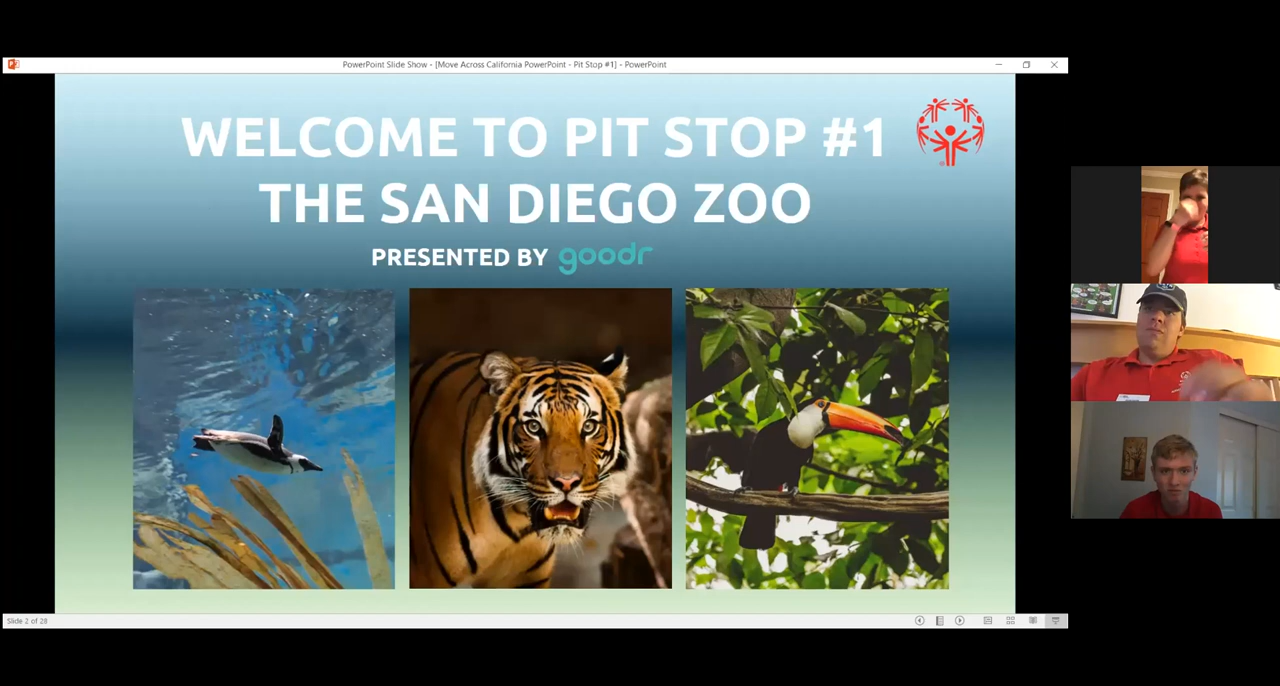 PowerPoint Slide Show - [Move Across California PowerPoint - Pit Stop #1] - PowerPoint
WELCOME TO PIT STOP #1
THE SAN DIEGO ZOO
PRESENTED BY goodr
Slide 2 of 28